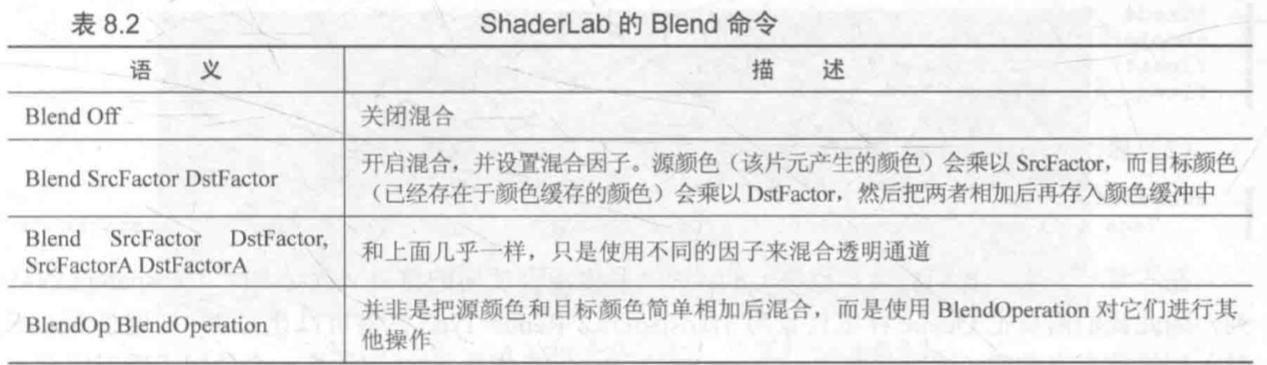 表 8.2 ShaderLab 的 Blend 命令
语 义 描 述
Blend Off 关闭混合
Blend SrcFactor DstFactor 开启混合，并设置混合因子。源颜色（该片元产生的颜色）会乘以 SrcFactor，而目标颜色
（已经存在于颜色缓存的颜色）会乘以 DstFactor，然后把两者相加后再存入颜色缓冲中
Blend SrcFactor DstFactor,
SrcFactorA DstFactorA
和上面几乎一样，只是使用不同的因子来混合透明通道
BlendOp BlendOperation 并非是把源颜色和目标颜色简单相加后混合，而是使用 BlendOperation 对它们进行其
他操作